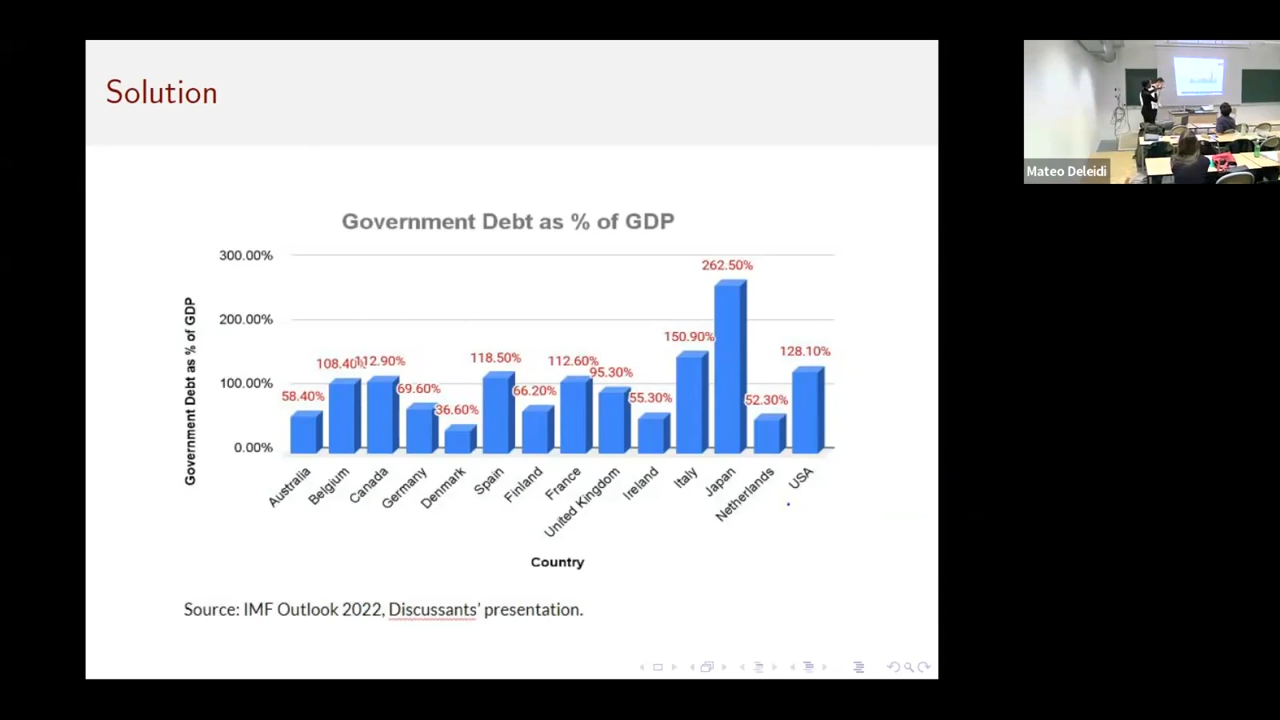 Solution
Mateo Deleidi
Government Debt as % of GDP
Government Debt as % of GDP
300.00%
200.00%
100.00%
0.00%
58.40%
108.40%
112.90%
69.60%
36.60%
118.50%
66.20%
112.60%
95.30%
55.30%
150.90%
262.50%
52.30%
128.10%
Australia
Belgium
Canada
Germany
Denmark
Spain
Finland
France
United Kingdom
Ireland
Italy
Japan
Netherlands
USA
Country
Source: IMF Outlook 2022, Discussants' presentation.